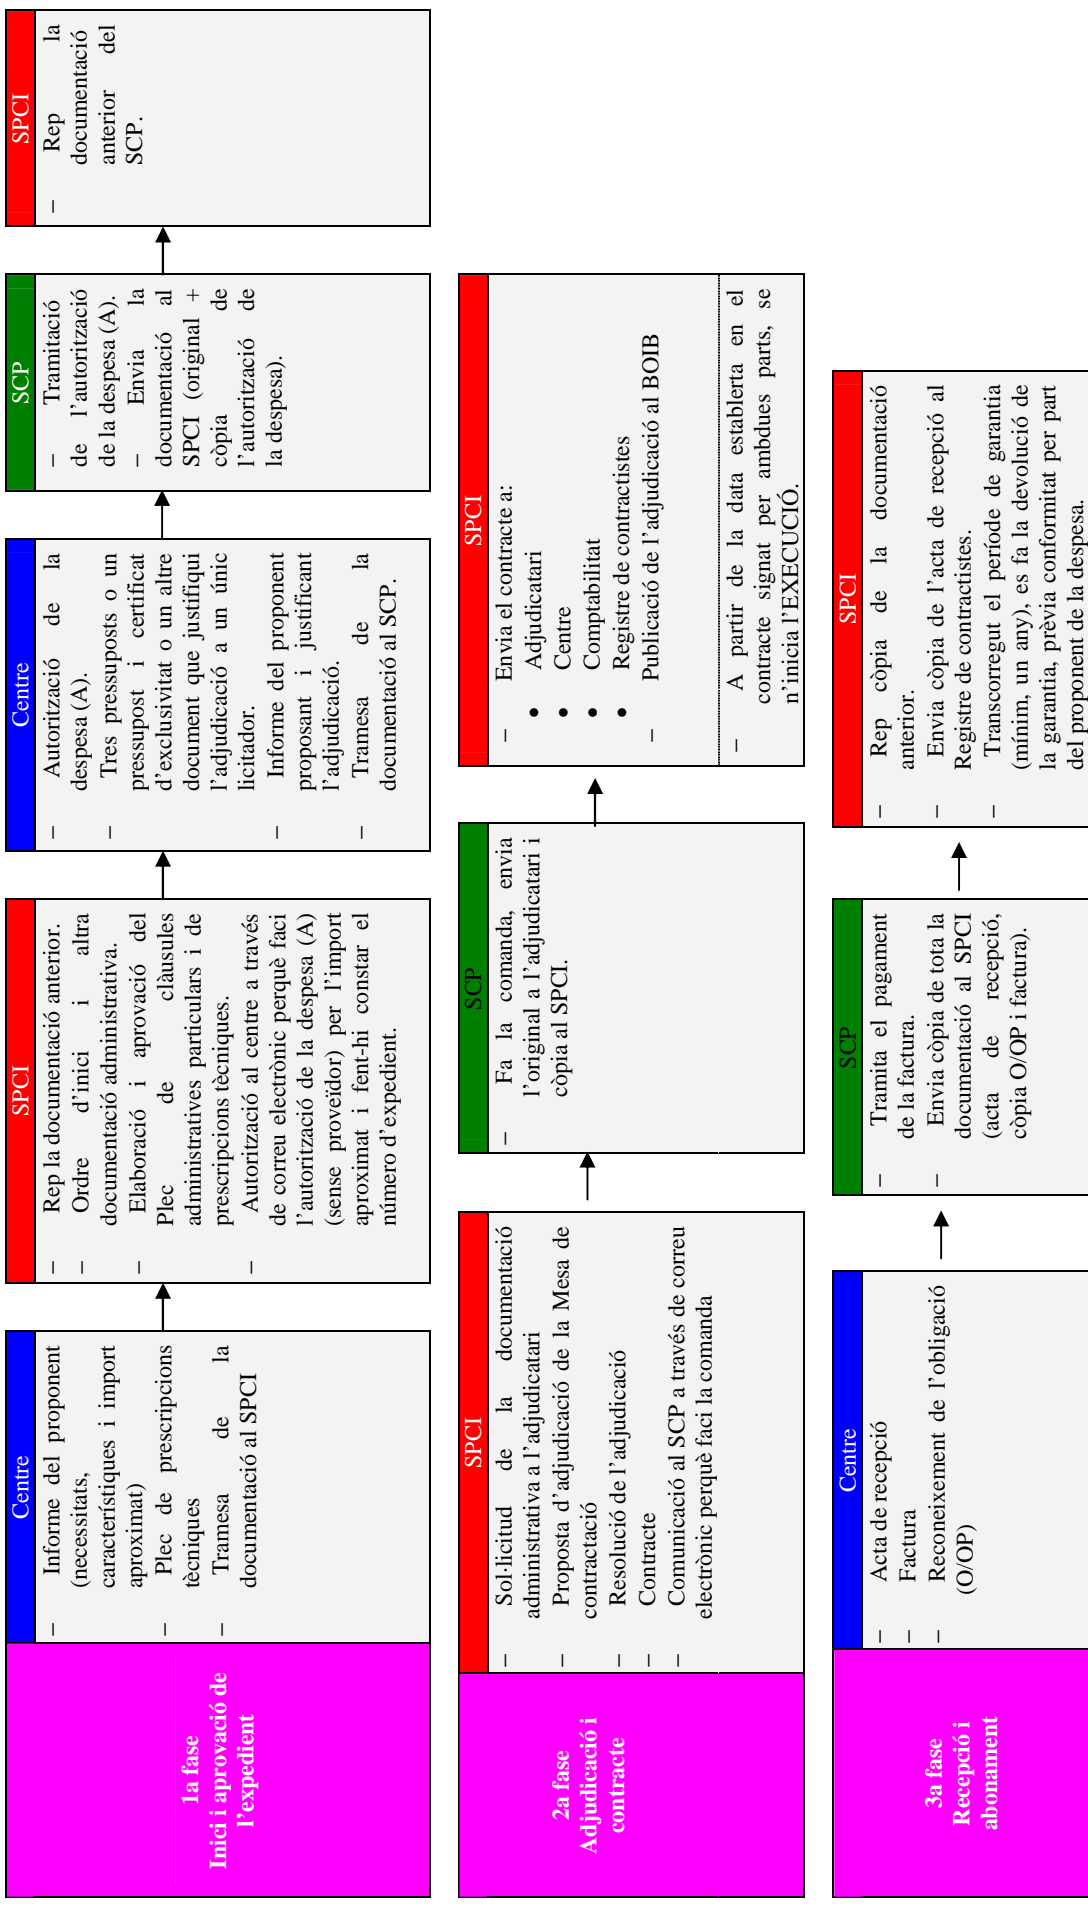 1a fase
Inici i aprovació de
l'expedient
Centre
– Informe del proponent
(necessitats,
característiques i import
aproximat)
– Plec de prescripcions
tècniques
– Tramesa de la
documentació al SPCI
SPCI
– Rep la documentació anterior.
– Ordre d'inici i altra
documentació administrativa.
– Elaboració i aprovació del
Plec de clàusules
administratives particulars i de
prescripcions tècniques.
– Autorització al centre a través
de correu electrònic perquè faci
l'autorització de la despesa (A)
(sense proveïdor) per l'import
aproximat i fent-hi constar el
número d'expedient.
Centre
– Autorització de la
despesa (A).
– Tres pressuposts o un
pressupost i certificat
d'exclusivitat o un altre
document que justifiqui
l'adjudicació a un únic
licitador.
– Informe del proponent
proposant i justificant
l'adjudicació.
– Tramesa de la
documentació al SCP.
SCP
– Tramitació
de l'autorització
de la despesa (A).
– Envia la
documentació al
SPCI (original +
còpia de
l'autorització de
la despesa).
SPCI
– Rep la
documentació
anterior del
SCP.
2a fase
Adjudicació i
contracte
SPCI
– Sol·licitud de la documentació
administrativa a l'adjudicatari
– Proposta d'adjudicació de la Mesa de
contractació
– Resolució de l'adjudicació
– Contracte
– Comunicació al SCP a través de correu
electrònic perquè faci la comanda
SCP
– Fa la comanda, envia
l'original a l'adjudicatari i
còpia al SPCI.
SPCI
– Envia el contracte a:
• Adjudicatari
• Centre
• Comptabilitat
• Registre de contractistes
– Publicació de l'adjudicació al BOIB
– A partir de la data establerta en el
contracte signat per ambdues parts, se
n'inicia l'EXECUCIÓ.
3a fase
Recepció i
abonament
Centre
– Acta de recepció
– Factura
– Reconeixement de l'obligació
(O/OP)
SCP
– Tramita el pagament
de la factura.
– Envia còpia de tota la
documentació al SPCI
(acta de recepció,
còpia O/OP i factura).
SPCI
– Rep còpia de la documentació
anterior.
– Envia còpia de l'acta de recepció al
Registre de contractistes.
– Transcorregut el període de garantia
(mínim, un any), es fa la devolució de
la garantia, prèvia conformitat per part
del proponent de la despesa.